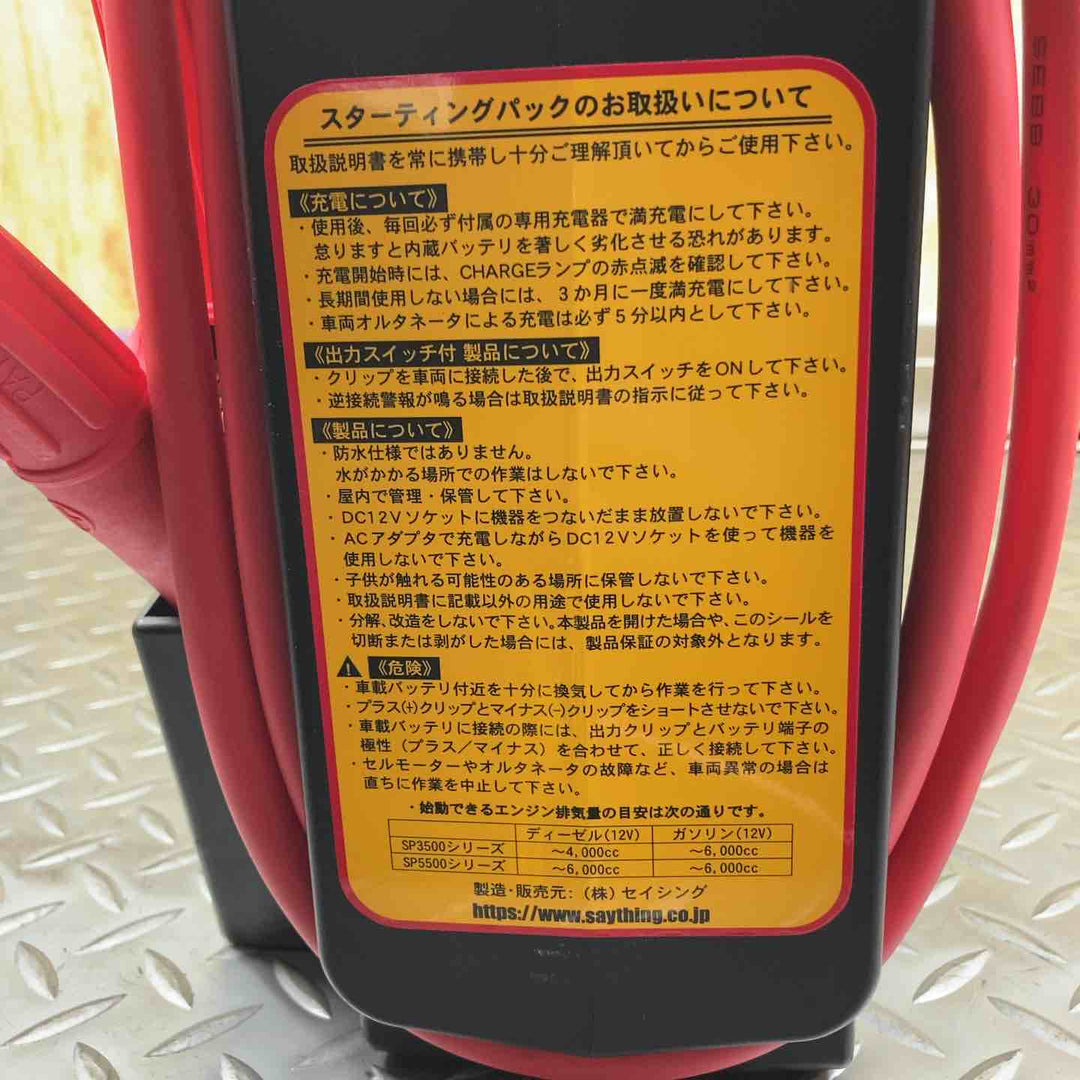 スターティングパックのお取扱いについて
取扱説明書を常に携帯し十分ご理解頂いてからご使用下さい。
《充電について》
・使用後、毎回必ず付属の専用充電器で満充電にして下さい。
怠りますと内蔵バッテリを著しく劣化させる恐れがあります。
・充電開始時には、CHARGEランプの赤点滅を確認して下さい。
・長期間使用しない場合には、3か月に一度満充電にして下さい。
・車両オルタネータによる充電は必ず5分以内として下さい。
《出力スイッチ付 製品について》
・クリップを車両に接続した後で、出力スイッチをONして下さい。
・逆接続警報が鳴る場合は取扱説明書の指示に従って下さい。
《製品について》
・防水仕様ではありません。
水がかかる場所での作業はしないで下さい。
・屋内で管理・保管して下さい。
・DC12Vソケットに機器をつないだまま放置しないで下さい。
・ACアダプタで充電しながらDC12Vソケットを使って機器を
使用しないで下さい。
・子供が触れる可能性のある場所に保管しないで下さい。
・取扱説明書に記載以外の用途で使用しないで下さい。
・分解、改造をしないで下さい。本製品を開けた場合や、このシールを
切断または剥がした場合には、製品保証の対象外となります。
《危険》
・車載バッテリ付近を十分に換気してから作業を行って下さい。
・プラス(+)クリップとマイナス(-)クリップをショートさせないで下さい。
・車載バッテリに接続の際には、出力クリップとバッテリ端子の
極性（プラス／マイナス）を合わせて、正しく接続して下さい。
・セルモーターやオルタネータの故障など、車両異常の場合は
直ちに作業を中止して下さい。
・始動できるエンジン排気量の目安は次の通りです。
ディーゼル(12V) ガソリン(12V)
SP3500シリーズ ～4,000cc ～6,000cc
SP5500シリーズ ～6,000cc ～6,000cc
製造・販売元:（株）セイシング
https://www.saything.co.jp
30mm²